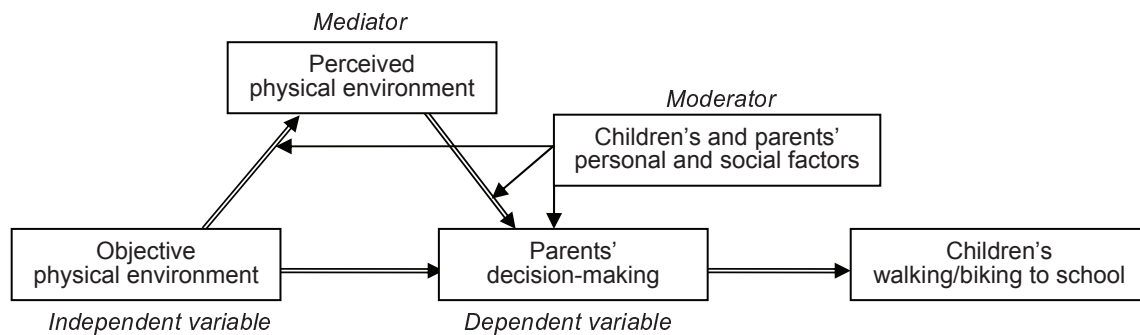 Mediator
Perceived
physical environment
Moderator
Children's and parents'
personal and social factors
Objective
physical environment
Parents'
decision-making
Children's
walking/biking to school
Independent variable
Dependent variable